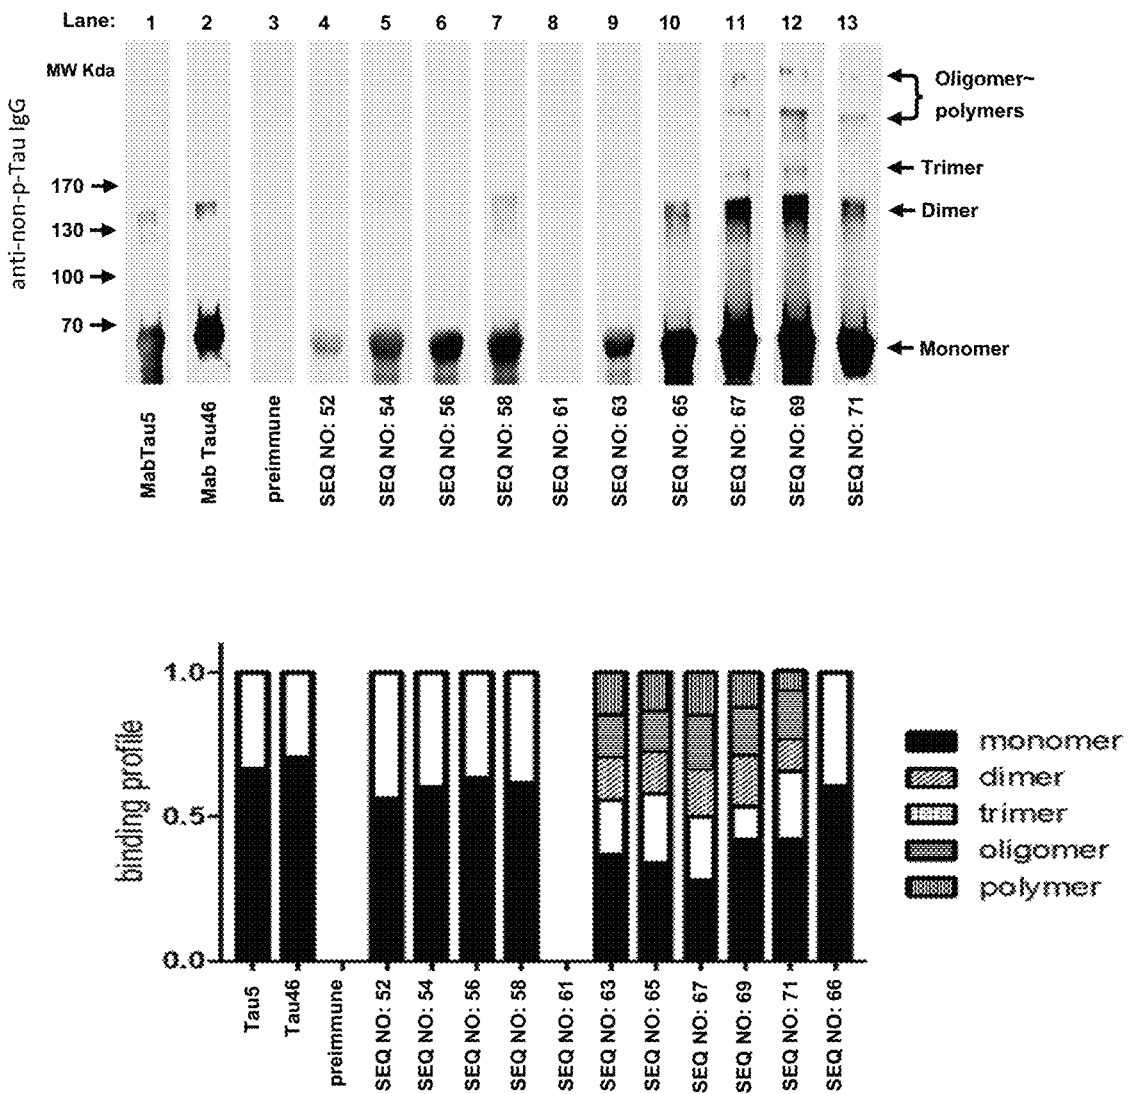 Lane: 1 2 3 4 5 6 7 8 9 10 11 12 13
MW Kda
Oligomer~
polymers
Trimer
170
Dimer
130
100
70
Monomer
anti-non-p-Tau IgG
MabTau5
Mab Tau46
preimmune
SEQ NO: 52
SEQ NO: 54
SEQ NO: 56
SEQ NO: 58
SEQ NO: 61
SEQ NO: 63
SEQ NO: 65
SEQ NO: 67
SEQ NO: 69
SEQ NO: 71
binding profile
1.0
0.5
0.0
monomer
dimer
trimer
oligomer
polymer
Tau5
Tau46
preimmune
SEQ NO: 52
SEQ NO: 54
SEQ NO: 56
SEQ NO: 58
SEQ NO: 61
SEQ NO: 63
SEQ NO: 65
SEQ NO: 67
SEQ NO: 69
SEQ NO: 71
SEQ NO: 66